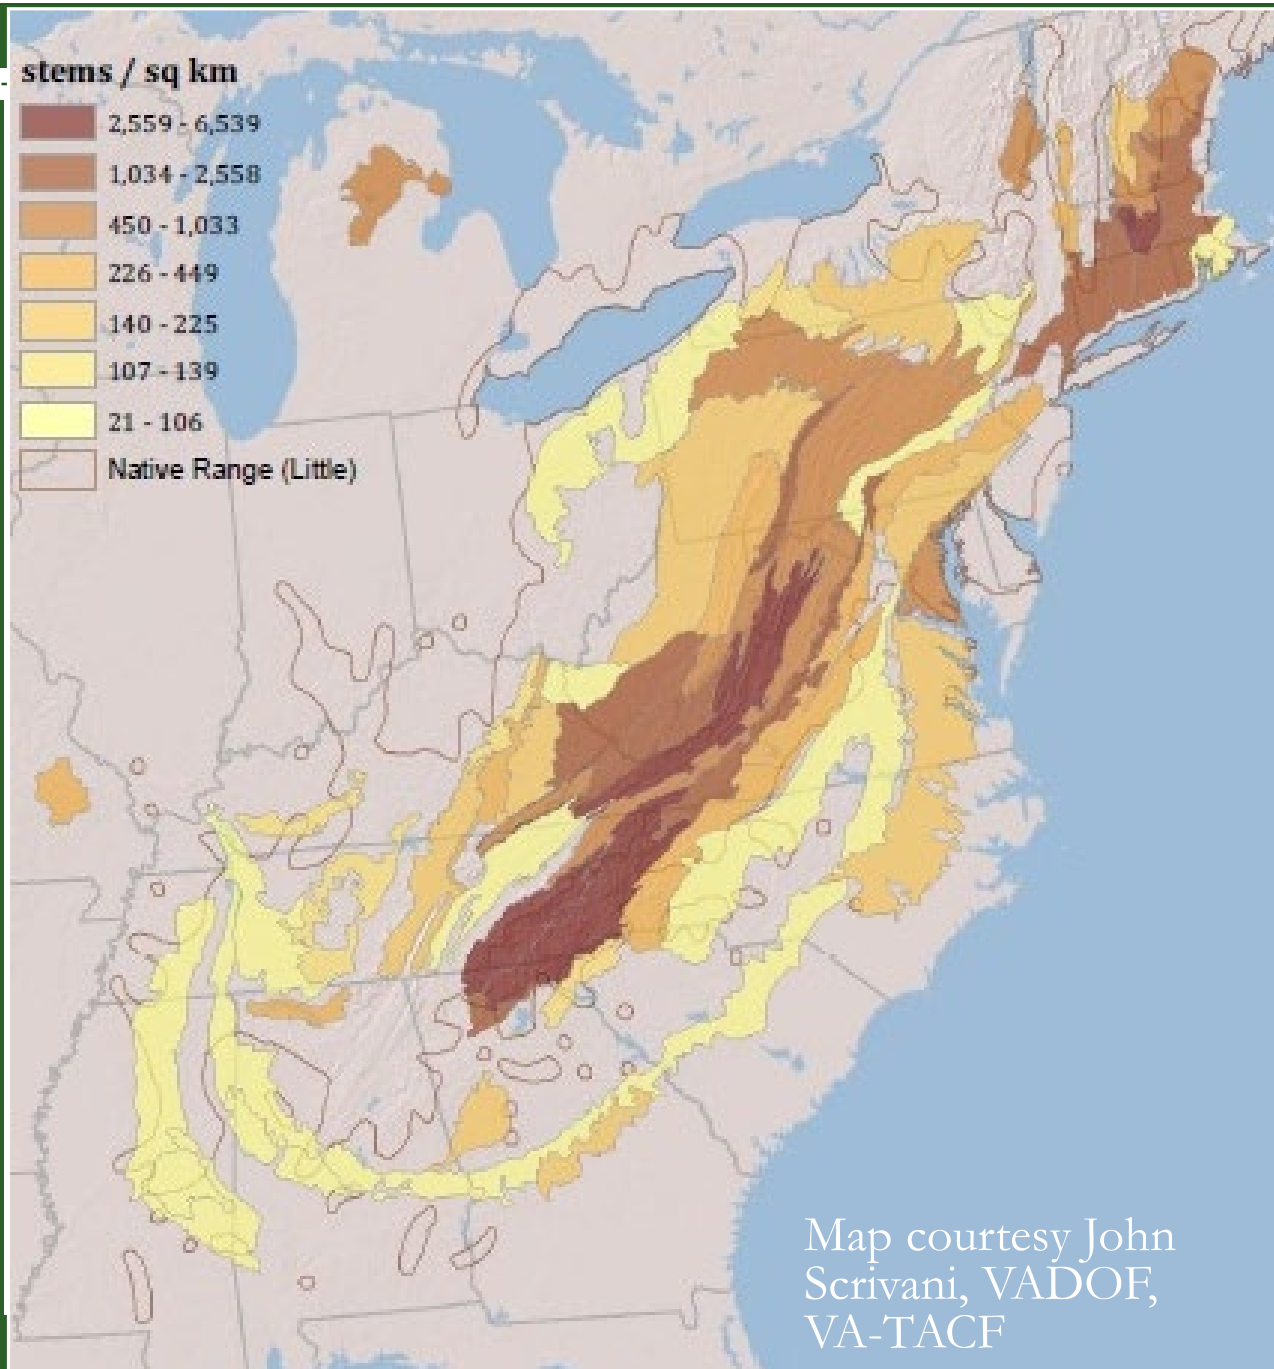 stems / sq km
2,559 - 6,539
1,034 - 2,558
450 - 1,033
226 - 449
140 - 225
107 - 139
21 - 106
Native Range (Little)
Map courtesy John
Scrivani, VADOF,
VA-TACF